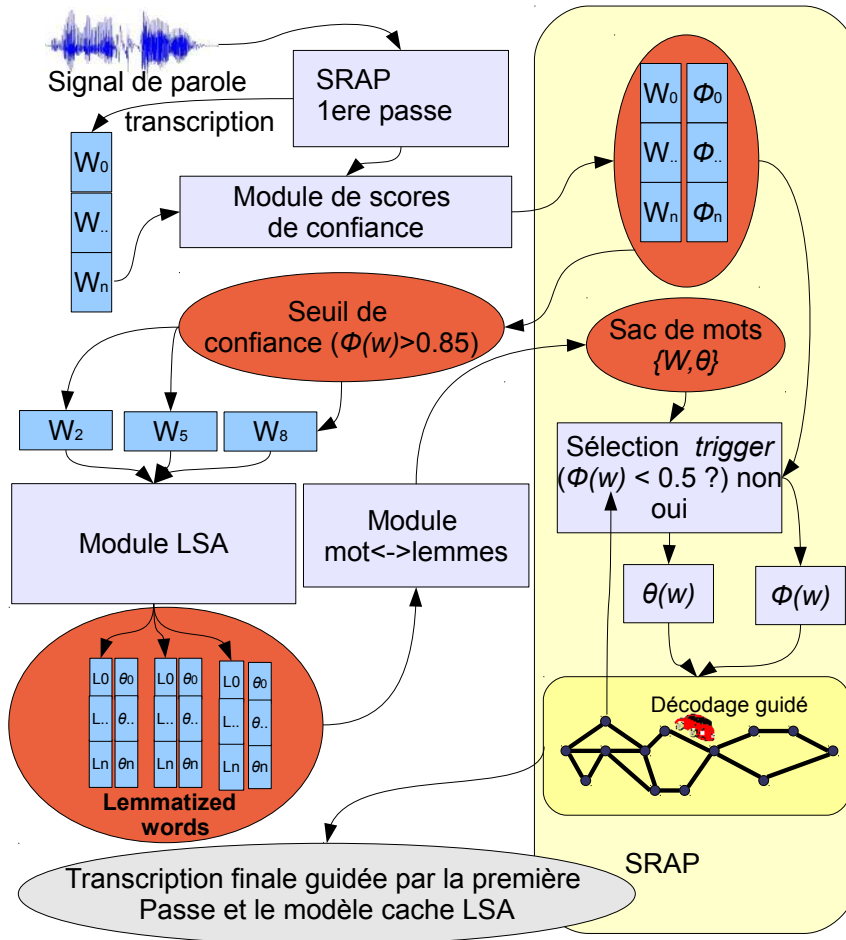 Signal de parole
SRAP
1ere passe
transcription
W0
W..
Wn
Module de scores
de confiance
W0 Φ0
W.. Φ..
Wn Φn
Seuil de
confiance (Φ(w)>0.85)
Sac de mots
{W,θ}
W2 W5 W8
Sélection trigger
(Φ(w) < 0.5 ?) non
oui
Module LSA
Module
mot<->lemmes
θ(w)
Φ(w)
L0 θ0 L0 θ0 L0 θ0
L.. θ.. L.. θ.. L.. θ..
Ln θn Ln θn Ln θn
Lemmatized
words
Décodage guidé
SRAP
Transcription finale guidée par la première
Passe et le modèle cache LSA